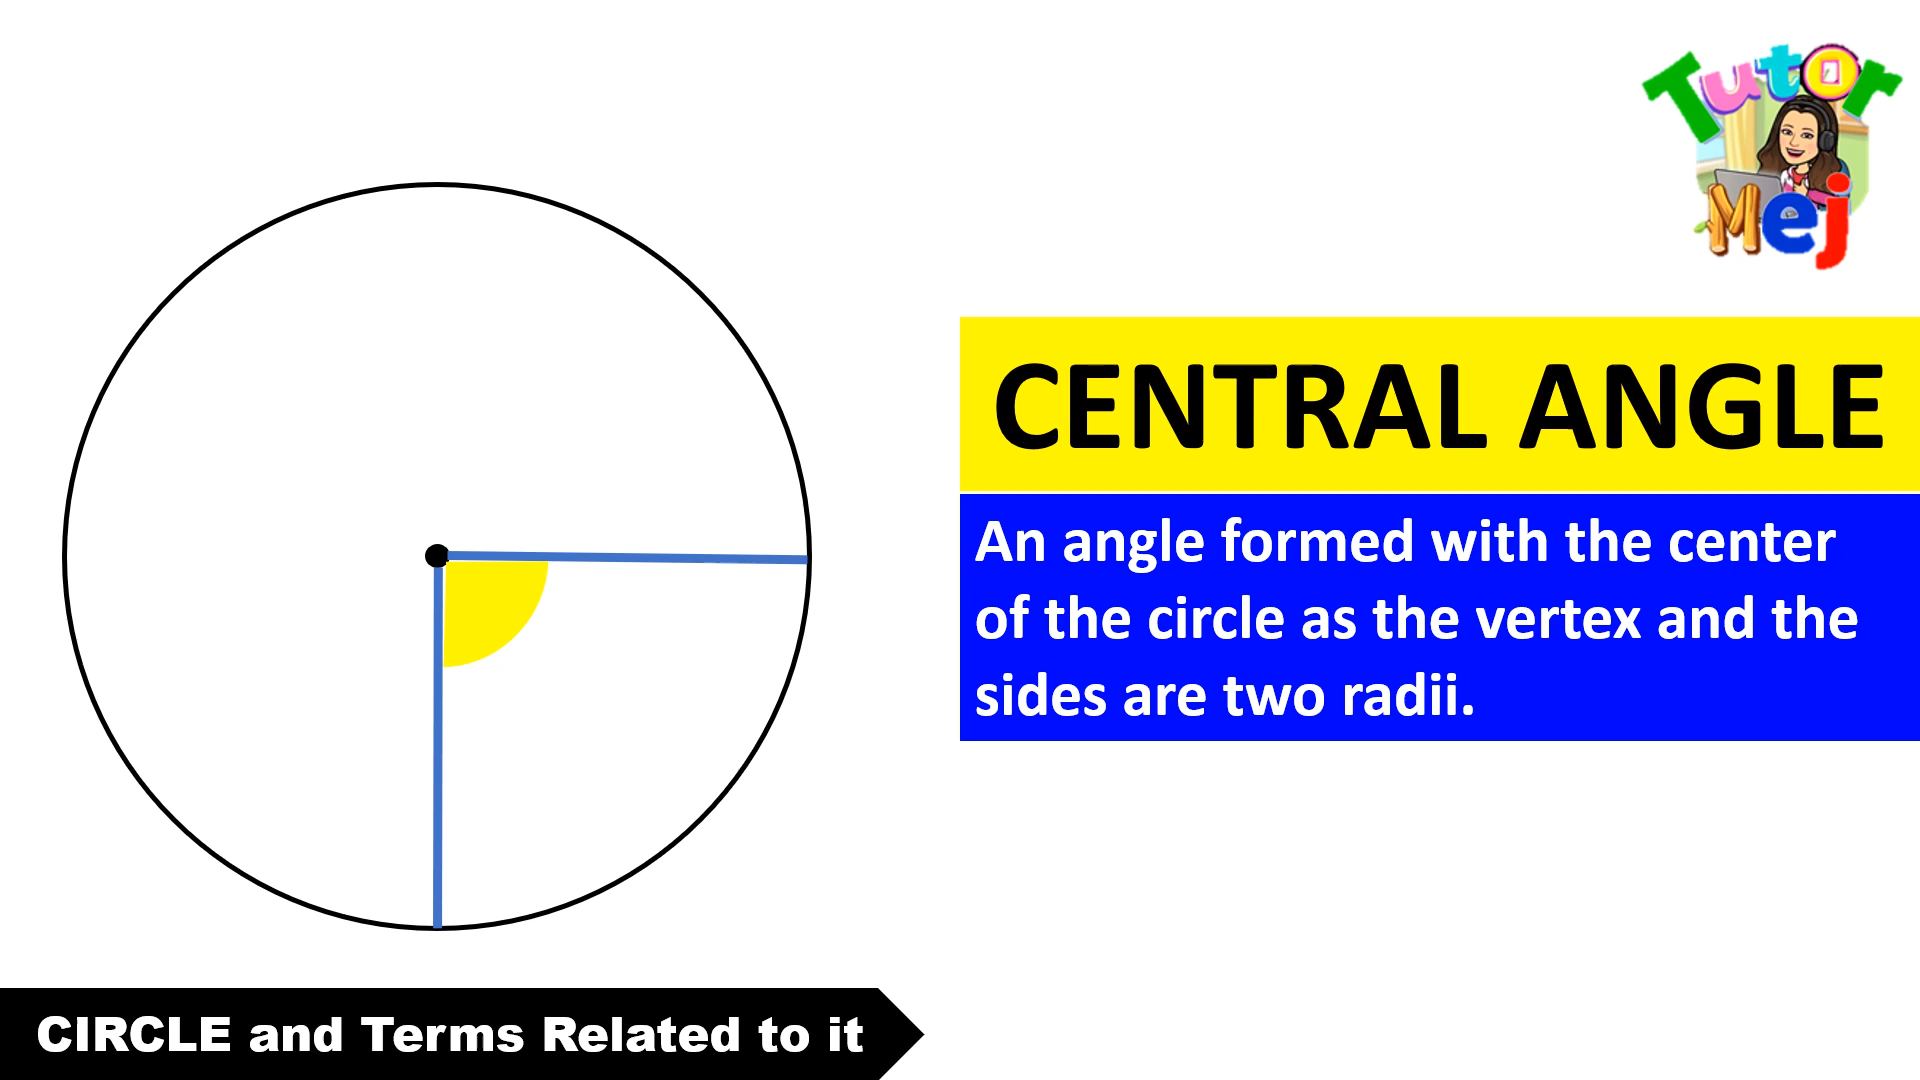 Tutor
Mej
CENTRAL ANGLE
An angle formed with the center
of the circle as the vertex and the
sides are two radii.
CIRCLE and Terms Related to it